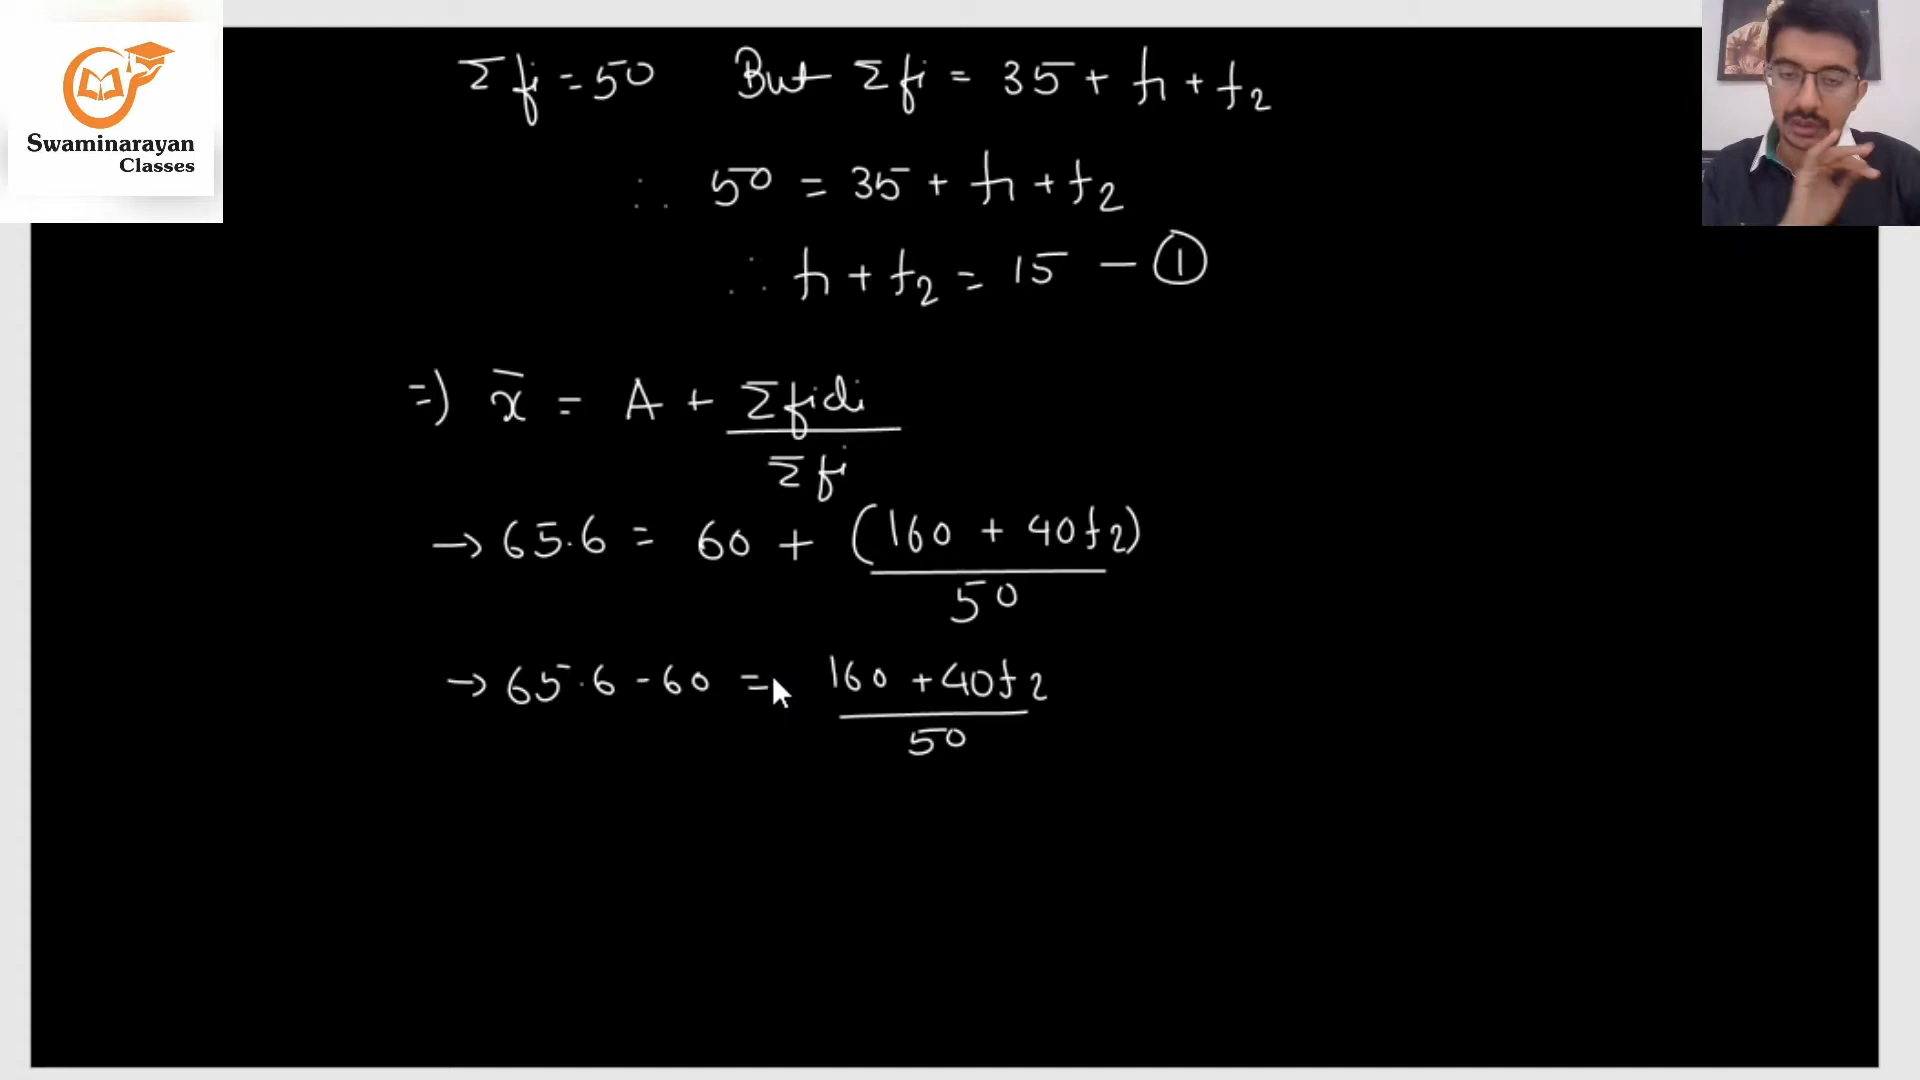 Swaminarayan
Classes
Σfi = 50 But Σfi = 35 + f1 + f2
∴ 50 = 35 + f1 + f2
∴ f1 + f2 = 15 — ①
⇒ x̄ = A + Σfidi / Σfi
→ 65.6 = 60 + (160 + 40f2) / 50
→ 65.6 - 60 = 160 + 40f2 / 50